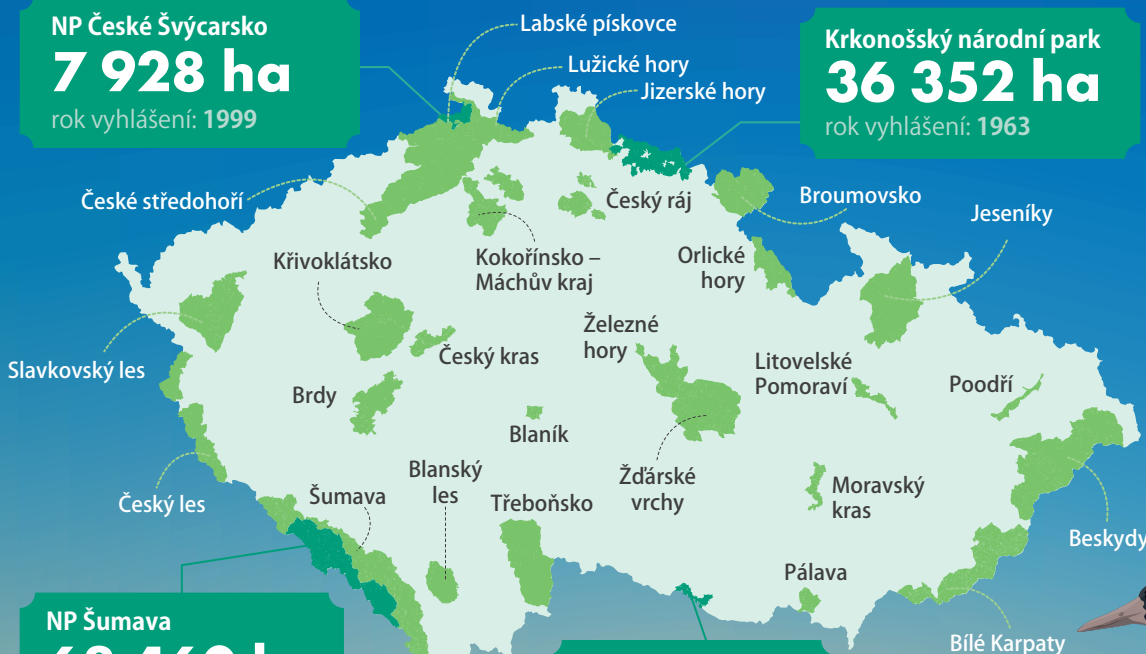 NP České Švýcarsko
7 928 ha
rok vyhlášení: 1999
Labské pískovce
Lužické hory
Jizerské hory
Krkonošský národní park
36 352 ha
rok vyhlášení: 1963
České středohoří
Český ráj
Broumovsko
Jeseníky
Křivoklátsko
Kokořínsko –
Máchův kraj
Orlické
hory
Slavkovský les
Český kras
Železné
hory
Litovelské
Pomoraví
Poodří
Brdy
Blaník
Český les
Šumava
Blanský
les
Třeboňsko
Žďárské
vrchy
Moravský
kras
Beskydy
Pálava
Bílé Karpaty
NP Šumava